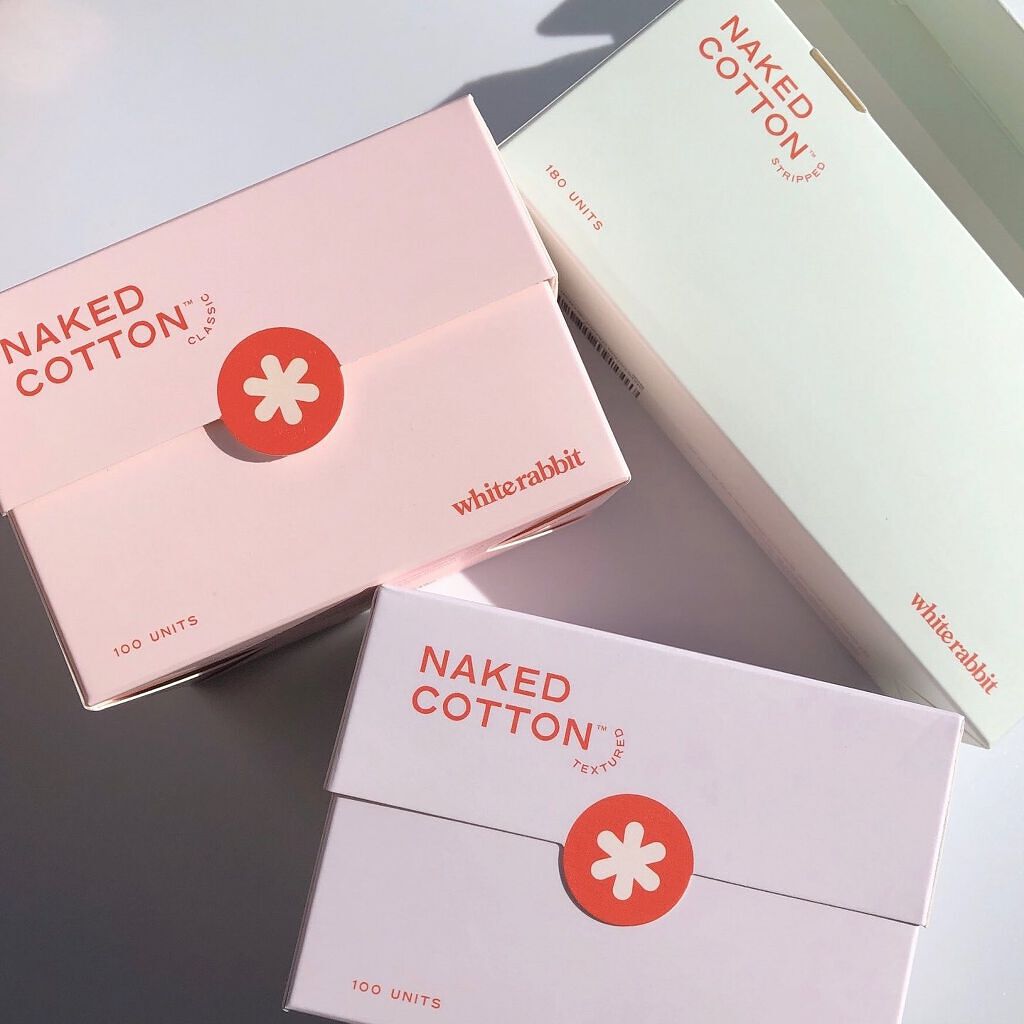 NAKED
COTTON™
CLASSIC
whiterabbit
100 UNITS
NAKED
COTTON™
STRIPPED
180 UNITS
whiterabbit
NAKED
COTTON™
TEXTURED
100 UNITS